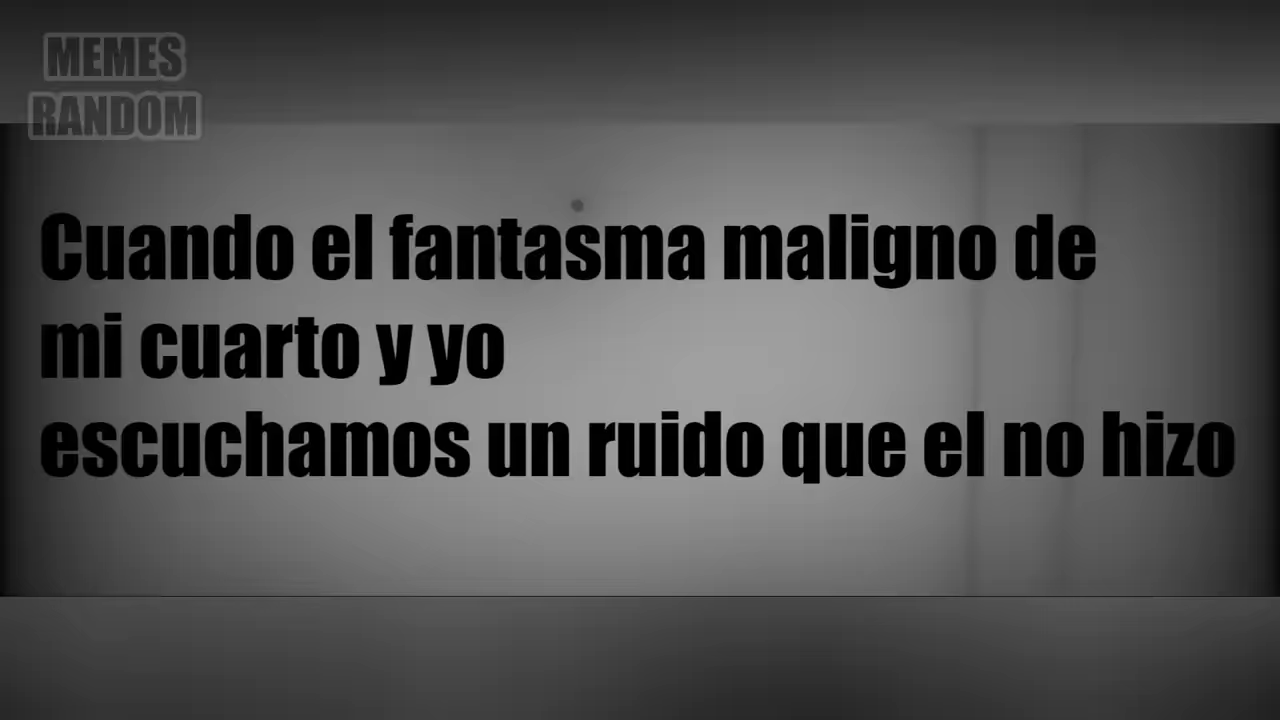 MEMES
RANDOM
Cuando el fantasma maligno de
mi cuarto y yo
escuchamos un ruido que el no hizo